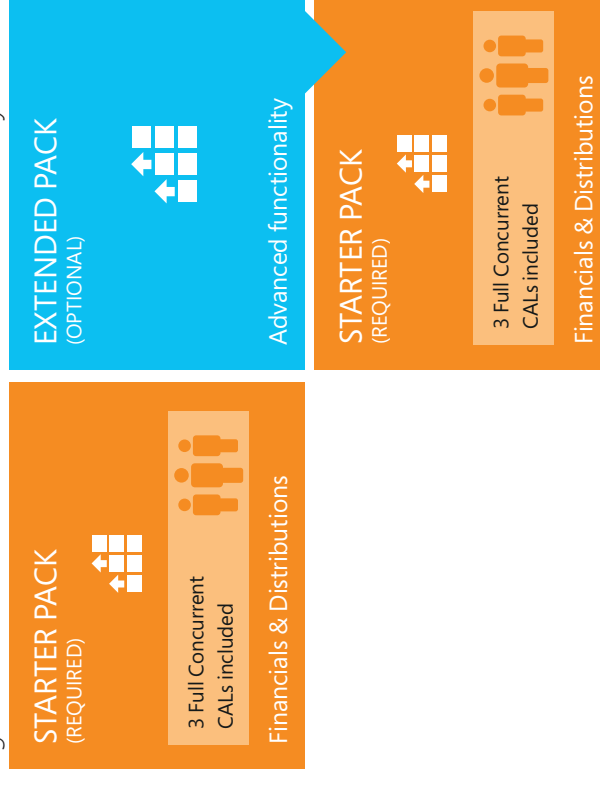 STARTER PACK
(REQUIRED)
3 Full Concurrent
CALs included
Financials & Distributions
EXTENDED PACK
(OPTIONAL)
Advanced functionality
STARTER PACK
(REQUIRED)
3 Full Concurrent
CALs included
Financials & Distributions